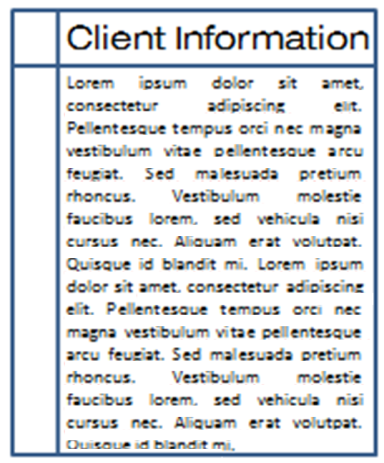 Client Information
Lorem ipsum dolor sit amet,
consectetur adipiscing elit.
Pellentesque tempus orci nec magna
vestibulum vitae pellentesque arcu
feugiat. Sed malesuada pretium
rhoncus. Vestibulum molestie
faucibus lorem, sed vehicula nisi
cursus nec. Aliquam erat volutpat.
Quisque id blandit mi. Lorem ipsum
dolor sit amet, consectetur adipiscing
elit. Pellentesque tempus orci nec
magna vestibulum vitae pellentesque
arcu feugiat. Sed malesuada pretium
rhoncus. Vestibulum molestie
faucibus lorem, sed vehicula nisi
cursus nec. Aliquam erat volutpat.
Quisque id blandit mi.